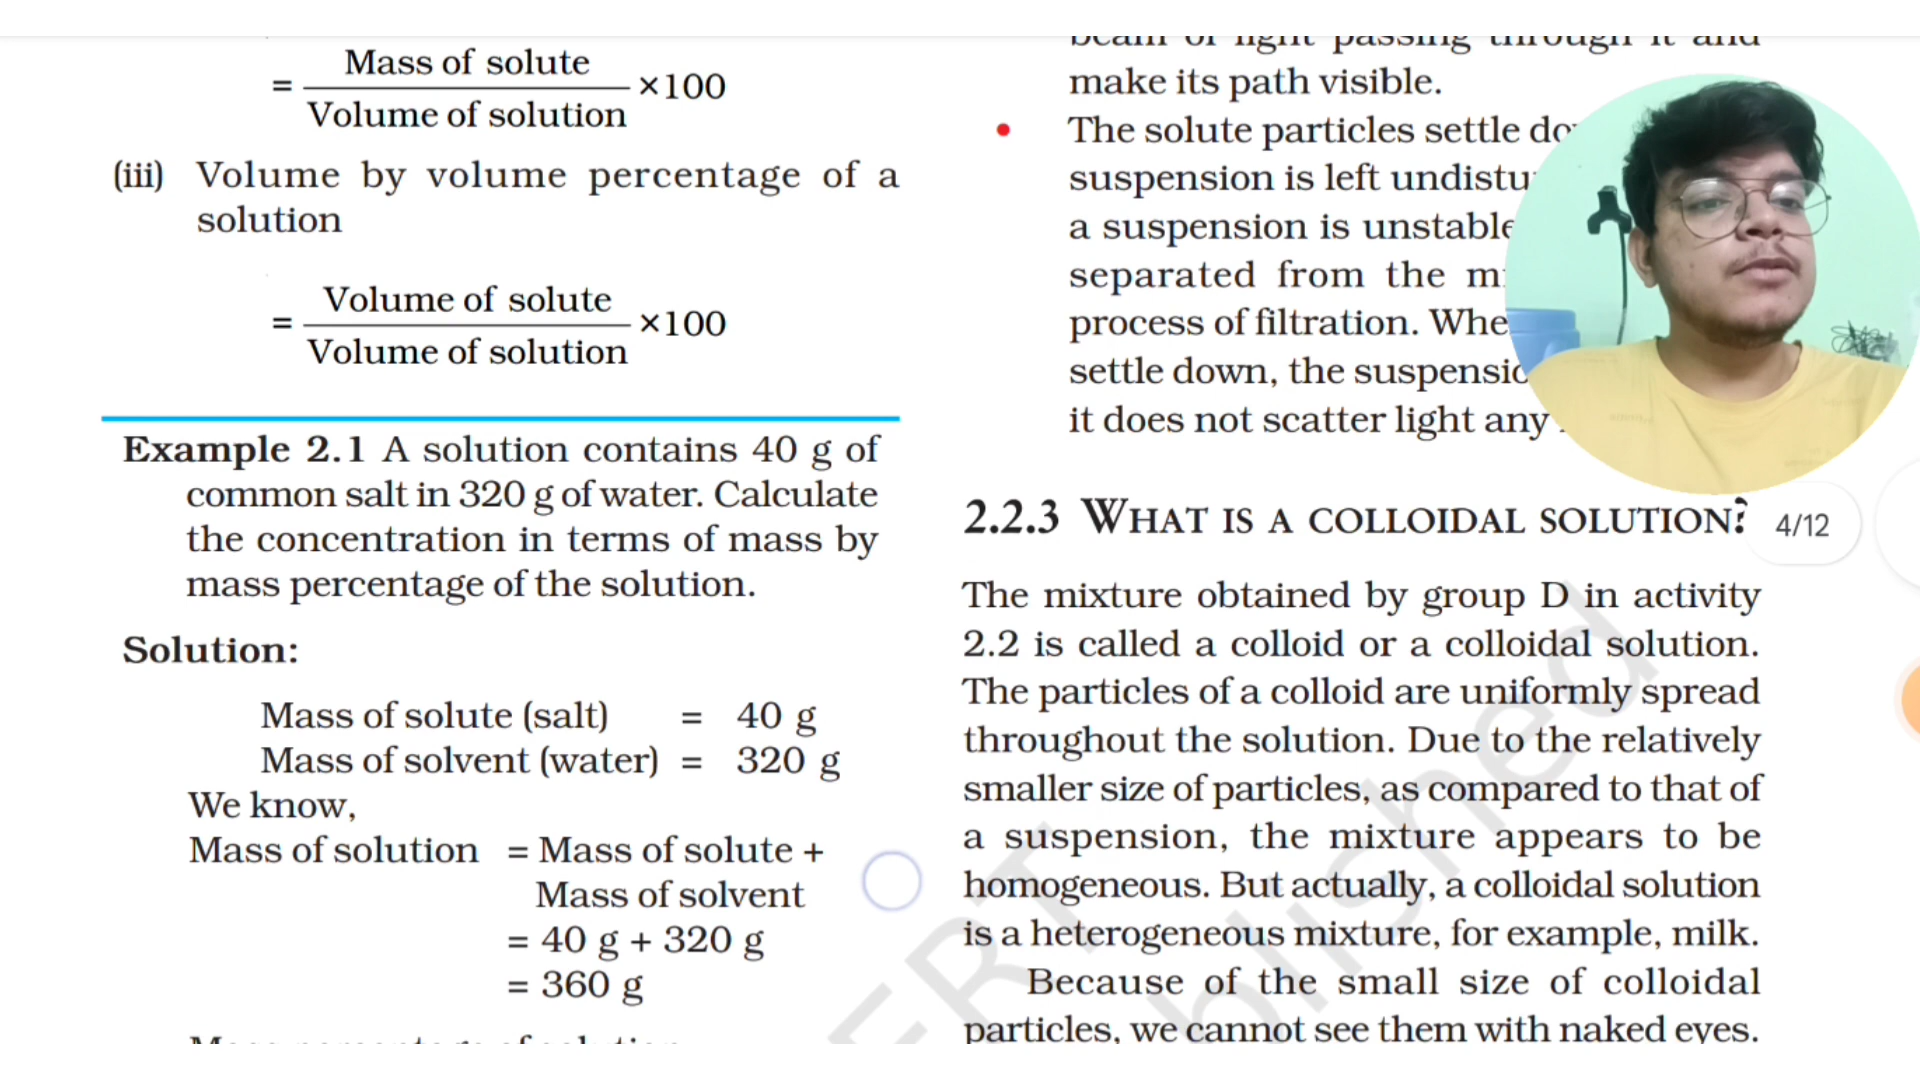 = Mass of solute / Volume of solution ×100
(iii) Volume by volume percentage of a
solution
= Volume of solute / Volume of solution ×100
Example 2.1 A solution contains 40 g of
common salt in 320 g of water. Calculate
the concentration in terms of mass by
mass percentage of the solution.
Solution:
Mass of solute (salt) = 40 g
Mass of solvent (water) = 320 g
We know,
Mass of solution = Mass of solute +
Mass of solvent
= 40 g + 320 g
= 360 g
beam of light passing through it and
make its path visible.
• The solute particles settle
suspension is left
a suspension is unstable
separated from the
process of filtration.
settle down, the
it does not scatter light any
2.2.3 WHAT IS A COLLOIDAL SOLUTION?
4/12
The mixture obtained by group D in activity
2.2 is called a colloid or a colloidal solution.
The particles of a colloid are uniformly spread
throughout the solution. Due to the relatively
smaller size of particles, as compared to that of
a suspension, the mixture appears to be
homogeneous. But actually, a colloidal solution
is a heterogeneous mixture, for example, milk.
Because of the small size of colloidal
particles, we cannot see them with naked eyes.